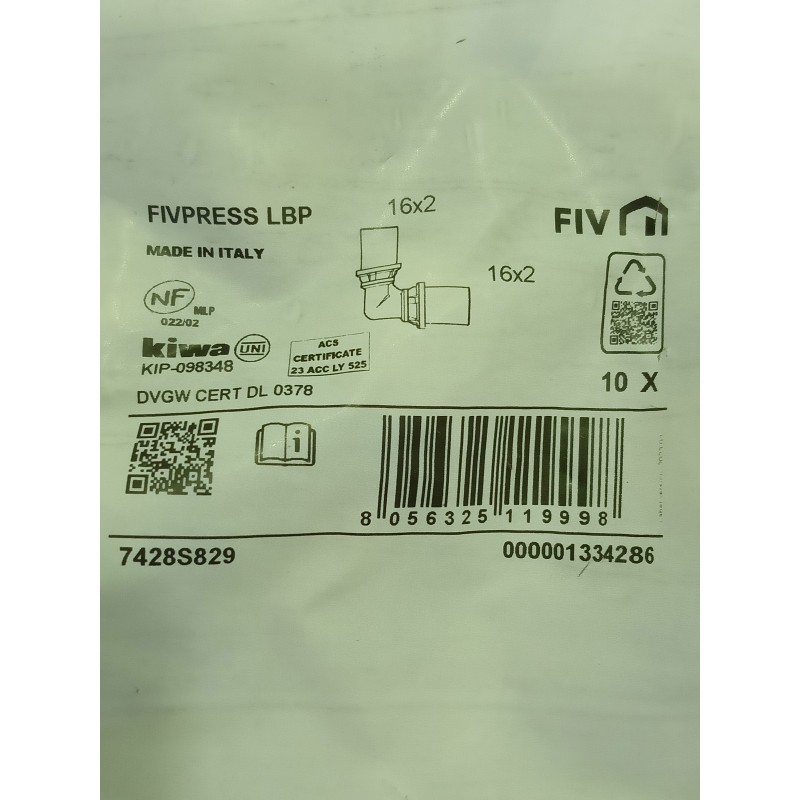 FIVPRESS LBP
16x2
FIV
MADE IN ITALY
16x2
NF
MLP
022/02
kiwa UNI
KIP-098348
ACS
CERTIFICATE
23 ACC LY 525
DVGW CERT DL 0378
10 X
8 056325 119998
7428S829
000001334286